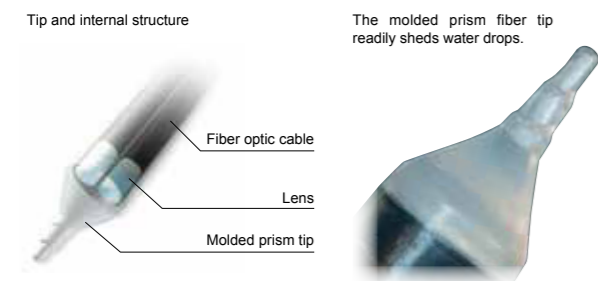 Tip and internal structure
The molded prism fiber tip
readily sheds water drops.
Fiber optic cable
Lens
Molded prism tip